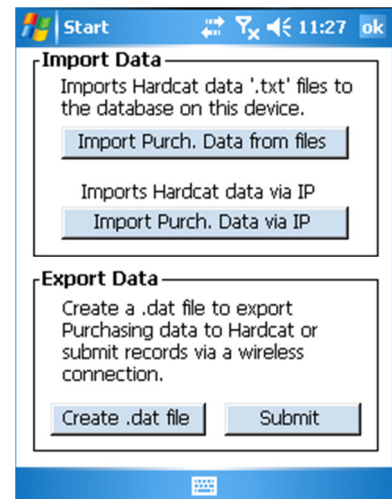 Start 11:27 ok
Import Data
Imports Hardcat data '.txt' files to
the database on this device.
Import Purch. Data from files
Imports Hardcat data via IP
Import Purch. Data via IP
Export Data
Create a .dat file to export
Purchasing data to Hardcat or
submit records via a wireless
connection.
Create .dat file Submit